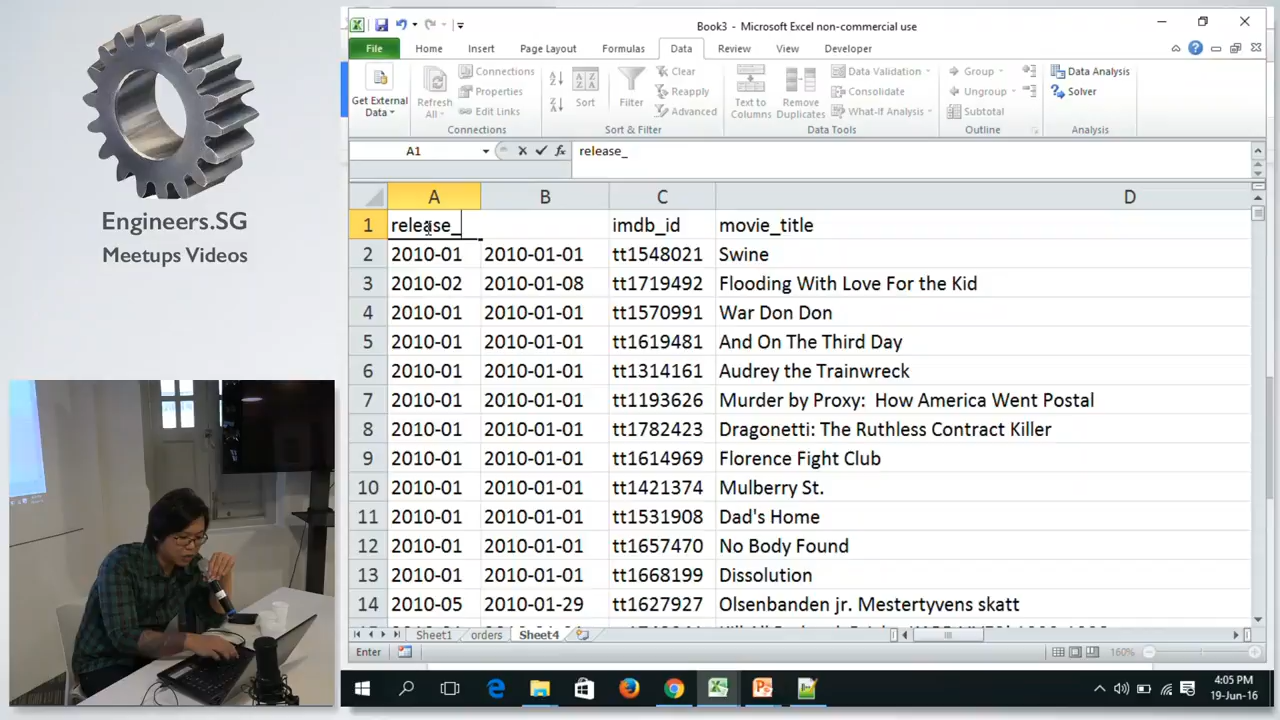 Engineers.SG
Meetups Videos
Book3 - Microsoft Excel non-commercial use
File Home Insert Page Layout Formulas Data Review View Developer
Get External Data
Refresh All
Connections
Properties
Edit Links
Connections
Sort
Filter
Clear
Reapply
Advanced
Sort & Filter
Text to Columns
Remove Duplicates
Data Validation
Consolidate
What-If Analysis
Data Tools
Group
Ungroup
Subtotal
Outline
Data Analysis
Solver
Analysis
A1 fx release_
A B C D
1 release_ imdb_id movie_title
2 2010-01 2010-01-01 tt1548021 Swine
3 2010-02 2010-01-08 tt1719492 Flooding With Love For the Kid
4 2010-01 2010-01-01 tt1570991 War Don Don
5 2010-01 2010-01-01 tt1619481 And On The Third Day
6 2010-01 2010-01-01 tt1314161 Audrey the Trainwreck
7 2010-01 2010-01-01 tt1193626 Murder by Proxy: How America Went Postal
8 2010-01 2010-01-01 tt1782423 Dragonetti: The Ruthless Contract Killer
9 2010-01 2010-01-01 tt1614969 Florence Fight Club
10 2010-01 2010-01-01 tt1421374 Mulberry St.
11 2010-01 2010-01-01 tt1531908 Dad's Home
12 2010-01 2010-01-01 tt1657470 No Body Found
13 2010-01 2010-01-01 tt1668199 Dissolution
14 2010-05 2010-01-29 tt1627927 Olsenbanden jr. Mestertyvens skatt
Sheet1 orders Sheet4
Enter 160%
4:05 PM
19-Jun-16